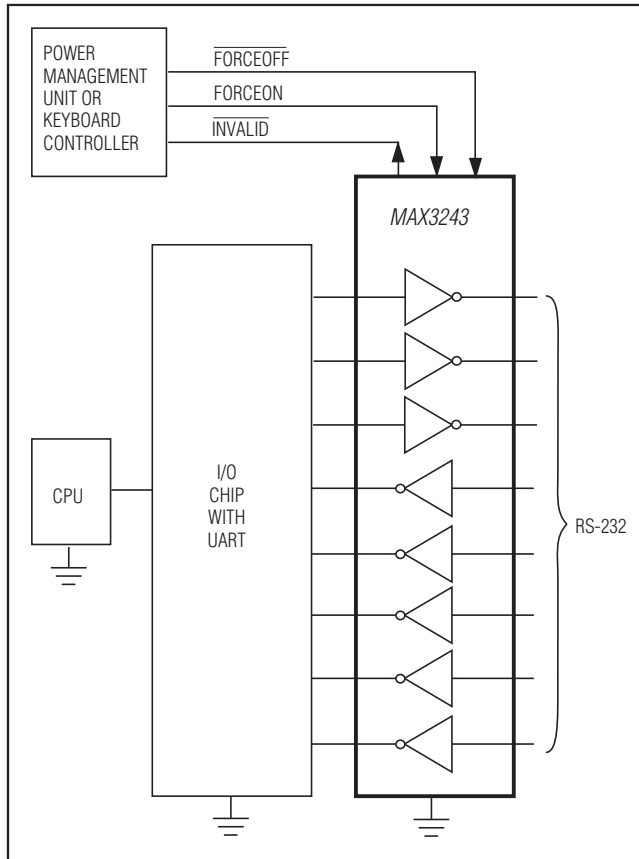 POWER
MANAGEMENT
UNIT OR
KEYBOARD
CONTROLLER
FORCEOFF
FORCEON
INVALID
MAX3243
CPU
I/O
CHIP
WITH
UART
RS-232